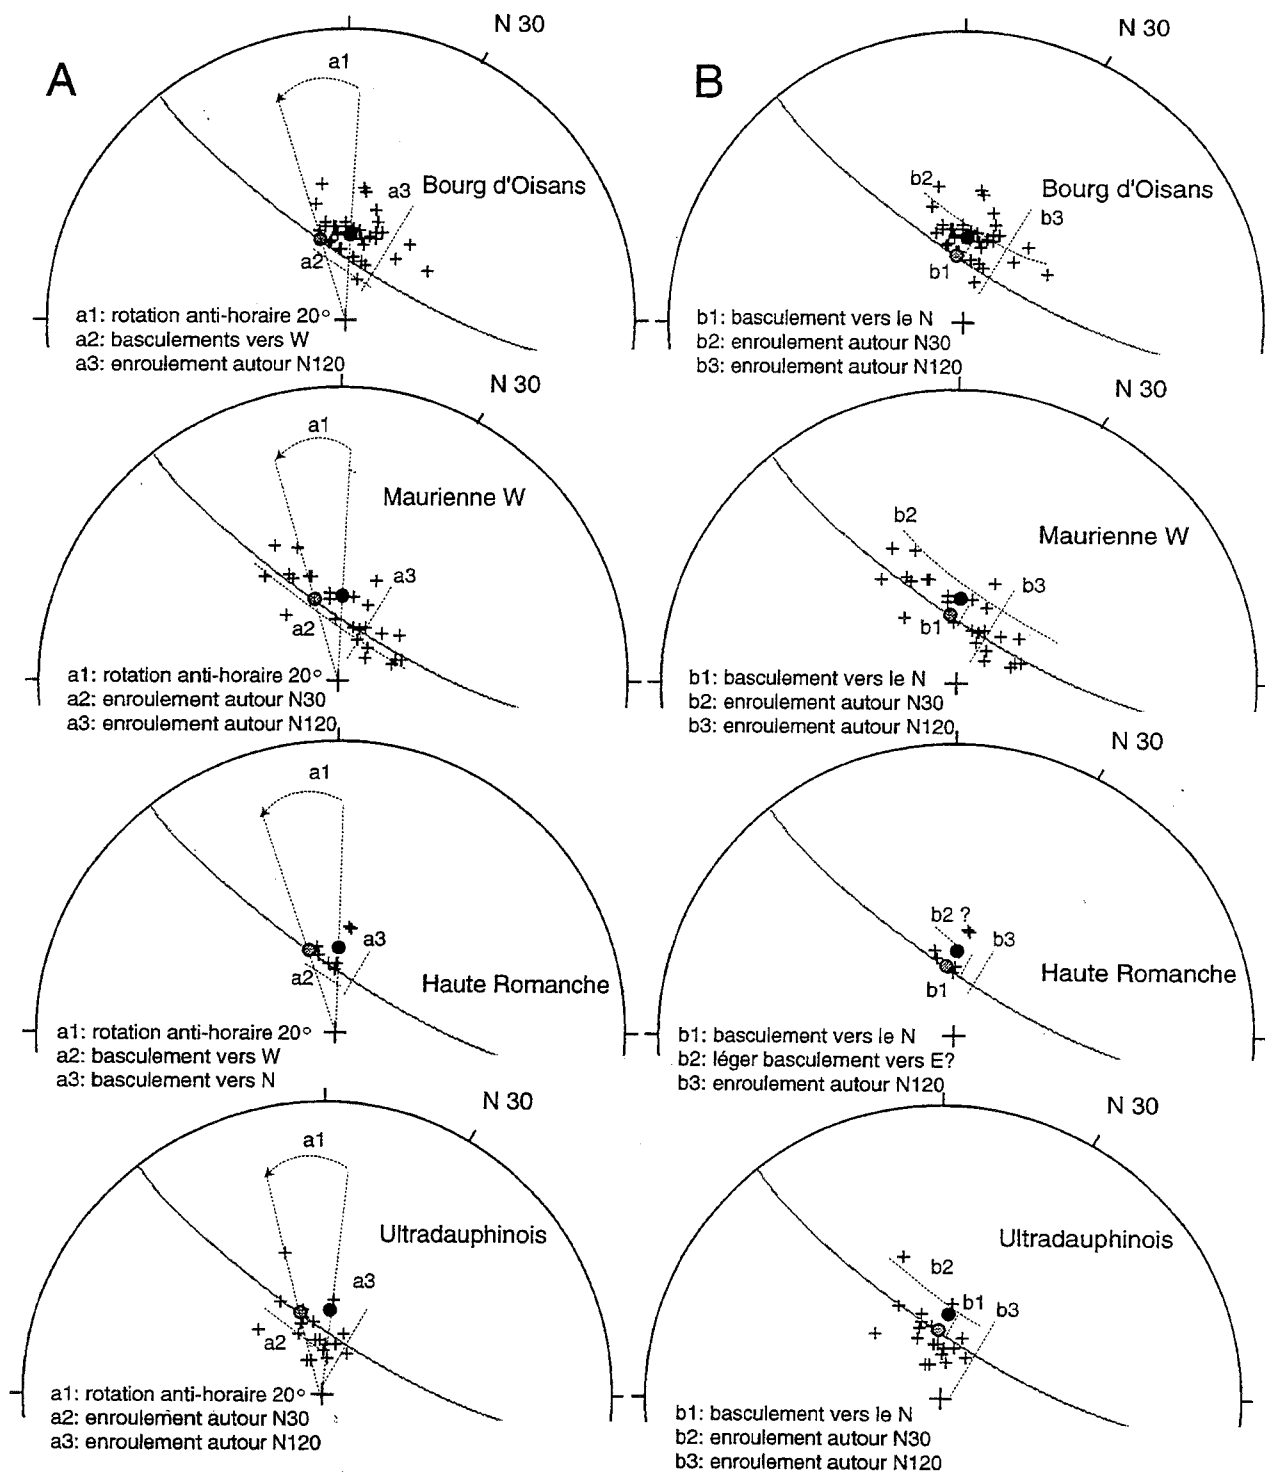 A
N 30
a1
a3
Bourg d'Oisans
a2
a1: rotation anti-horaire 20°
a2: basculements vers W
a3: enroulement autour N120
B
N 30
b2
Bourg d'Oisans
b3
b1
b1: basculement vers le N
b2: enroulement autour N30
b3: enroulement autour N120
N 30
a1
Maurienne W
a3
a2
a1: rotation anti-horaire 20°
a2: enroulement autour N30
a3: enroulement autour N120
N 30
b2
Maurienne W
b3
b1
b1: basculement vers le N
b2: enroulement autour N30
b3: enroulement autour N120
a1
a3
a2
Haute Romanche
a1: rotation anti-horaire 20°
a2: basculement vers W
a3: basculement vers N
N 30
b2 ?
b3
Haute Romanche
b1
b1: basculement vers le N
b2: léger basculement vers E?
b3: enroulement autour N120
N 30
a1
Ultradauphinois
a3
a2
a1: rotation anti-horaire 20°
a2: enroulement autour N30
a3: enroulement autour N120
N 30
Ultradauphinois
b2
b1
b3
b1: basculement vers le N
b2: enroulement autour N30
b3: enroulement autour N120